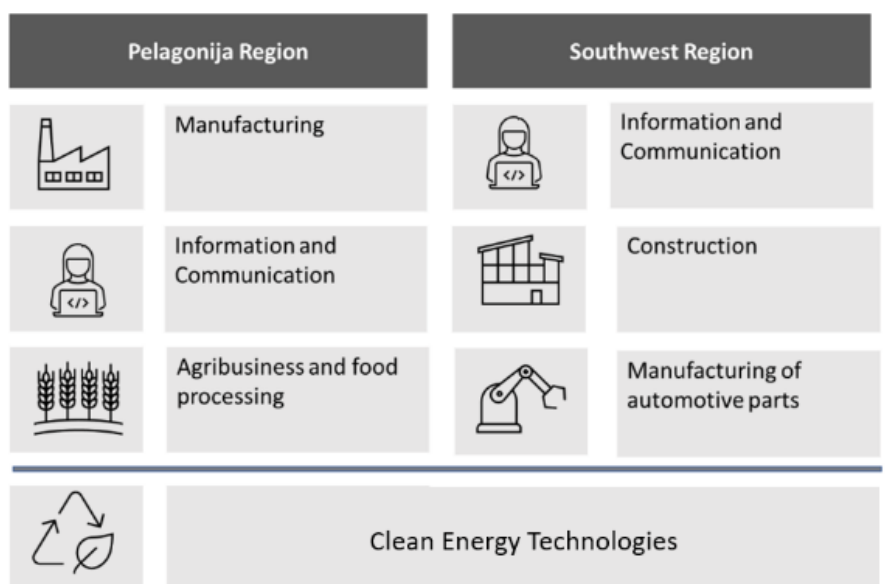 Pelagonija Region
Southwest Region
Manufacturing
Information and
Communication
Information and
Communication
Construction
Agribusiness and food
processing
Manufacturing of
automotive parts
Clean Energy Technologies